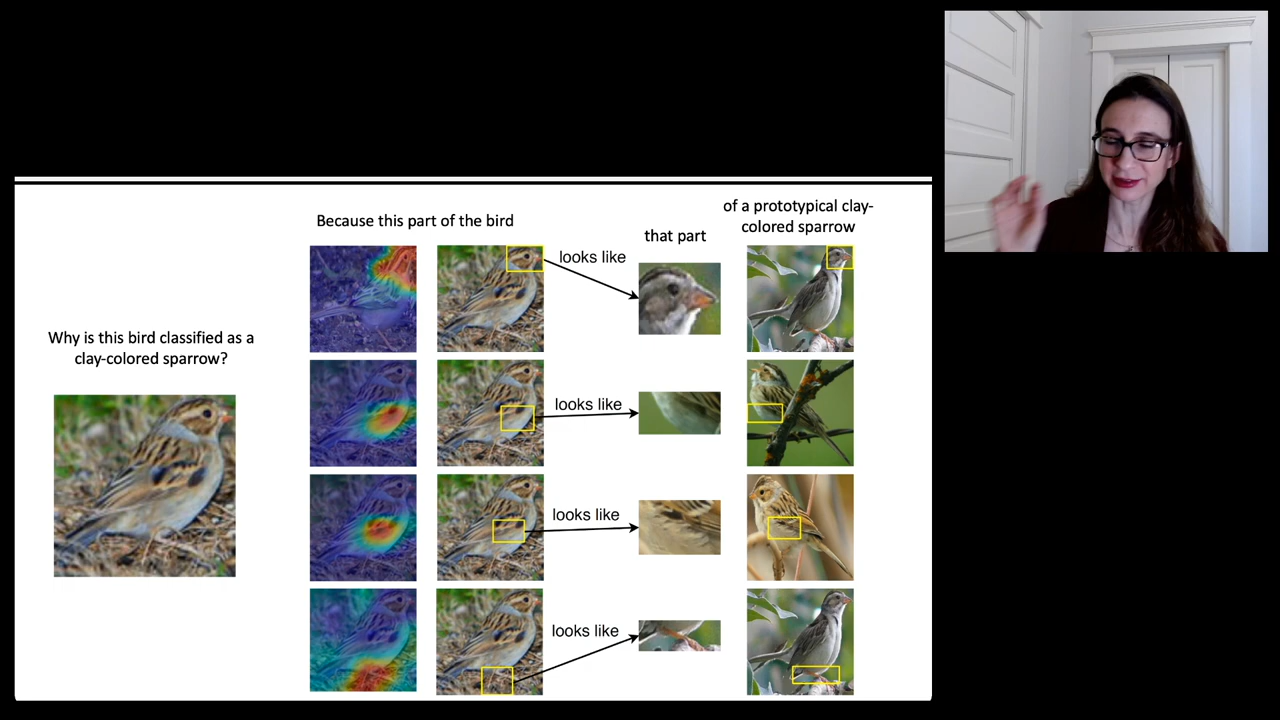 Because this part of the bird
that part
of a prototypical clay-
colored sparrow
Why is this bird classified as a
clay-colored sparrow?
looks like
looks like
looks like
looks like